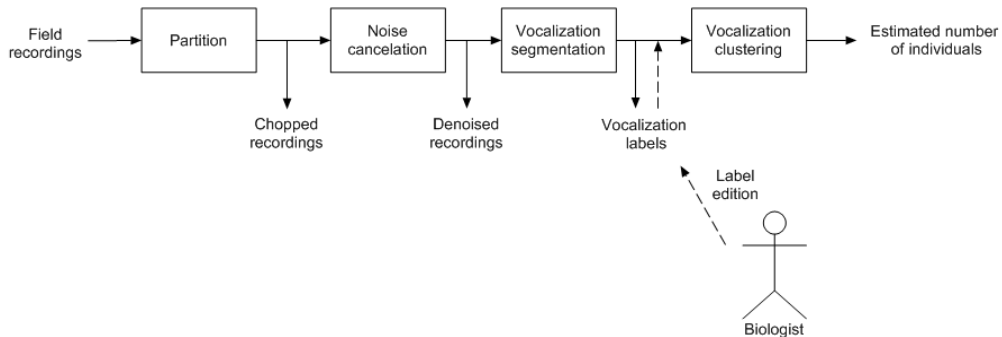 Field
recordings
Partition
Noise
cancelation
Vocalization
segmentation
Vocalization
clustering
Estimated number
of individuals
Chopped
recordings
Denoised
recordings
Vocalization
labels
Label
edition
Biologist